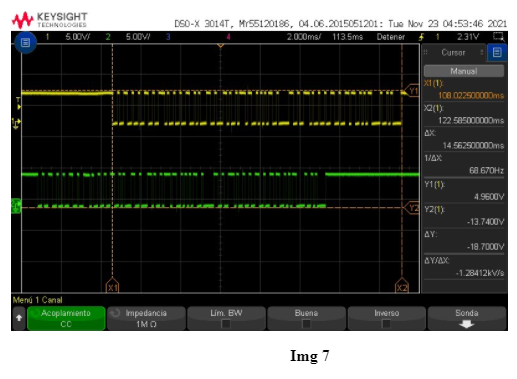 KEYSIGHT
TECHNOLOGIES
DSO-X 3014T, MY55120186, 04.06.2015051201: Tue Nov 23 04:53:46 2021
1 5.00V/ 2 5.00V/ 3 4 2.000ms/ 113.5ms Detener 1 2.31V
Cursor
Manual
X1(1):
108.022500000ms
X2(1):
122.585000000ms
ΔX:
14.562500000ms
1/ΔX:
68.670Hz
Y1(1):
4.9600V
Y2(1):
-13.7400V
ΔY:
-18.7000V
ΔY/ΔX:
-1.28412kV/s
Y1
Y2
X1 X2
Menú 1 Canal
Acoplamiento Impedancia Lím. BW Buena Inverso Sonda
CC 1M Ω
Img 7